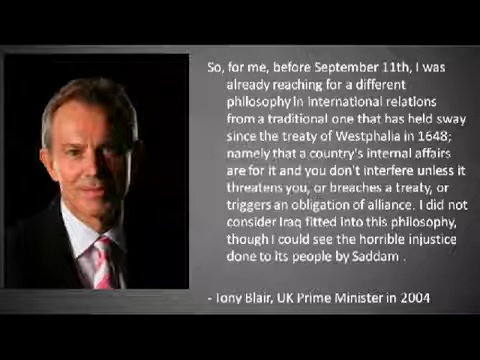 So, for me, before September 11th, I was
already reaching for a different
philosophy in international relations
from a traditional one that has held sway
since the treaty of Westphalia in 1648;
namely that a country's internal affairs
are for it and you don't interfere unless it
threatens you, or breaches a treaty, or
triggers an obligation of alliance. I did not
consider Iraq fitted into this philosophy,
though I could see the horrible injustice
done to its people by Saddam .
- Tony Blair, UK Prime Minister in 2004